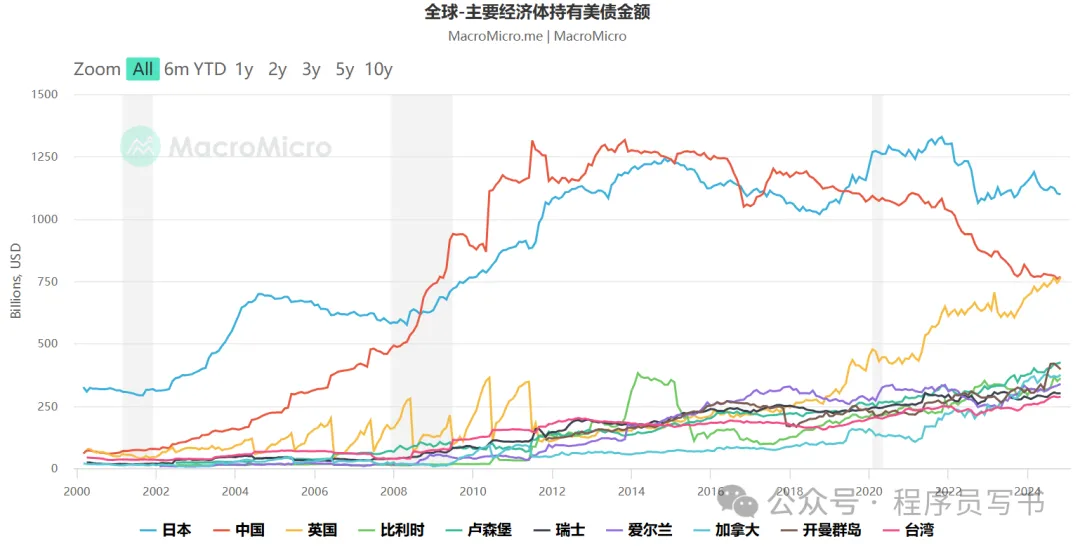 全球-主要经济体持有美债金额
MacroMicro.me | MacroMicro
Zoom All 6m YTD 1y 2y 3y 5y 10y
1500
MacroMicro
1250
1000
750
500
250
0
Billions, USD
2000 2002 2004 2006 2008 2010 2012 2014 2016 2018 2020 2022 2024
公众号 · 程序员写书
日本 中国 英国 比利时 卢森堡 瑞士 爱尔兰 加拿大 开曼群岛 台湾